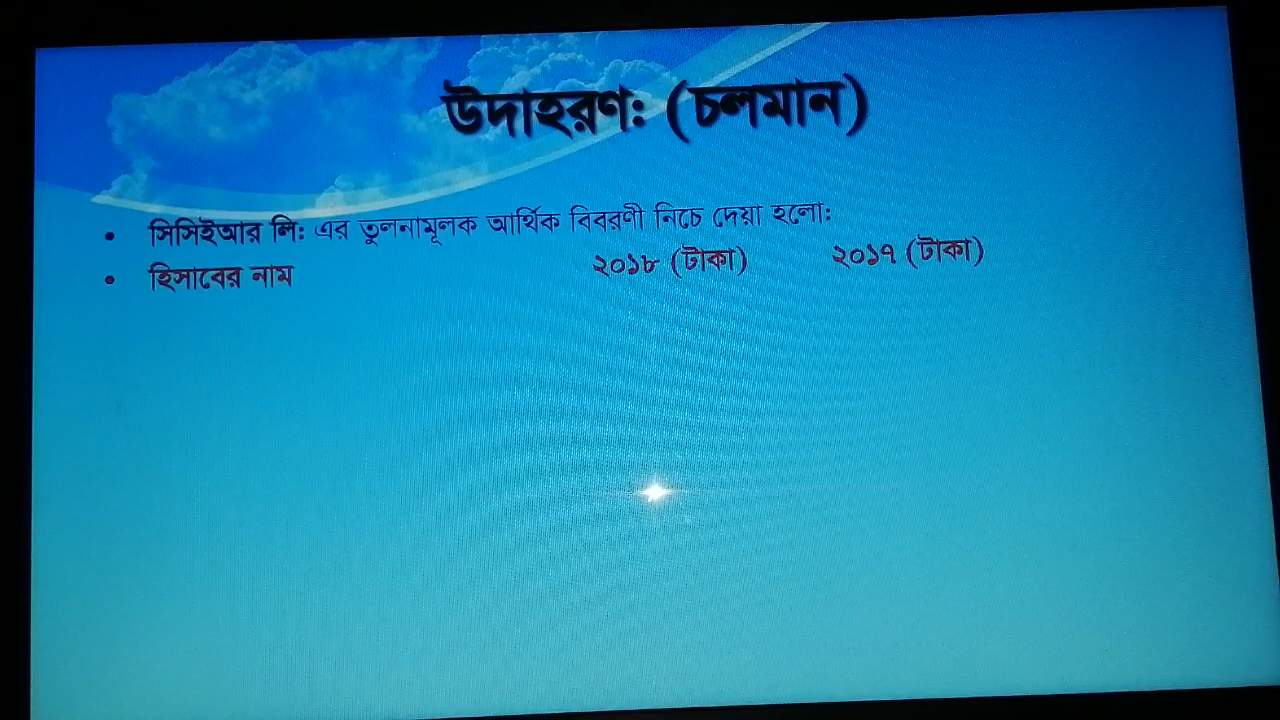 উদাহরণ: (চলমান)
• সিসিইআর লি: এর তুলনামূলক আর্থিক বিবরণী নিচে দেয়া হলো:
• হিসাবের নাম ২০১৮ (টাকা) ২০১৭ (টাকা)